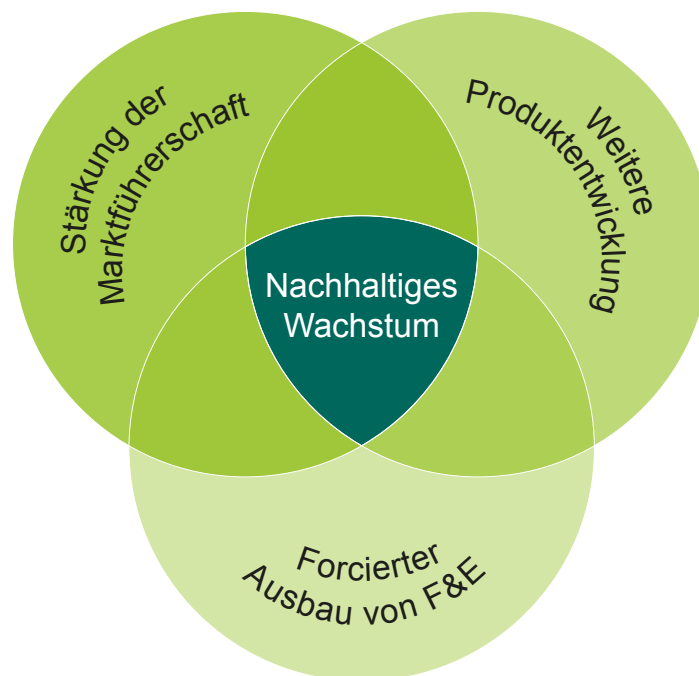 Stärkung der
Marktführerschaft
Weitere
Produktentwicklung
Nachhaltiges
Wachstum
Forcierter
Ausbau von F&E